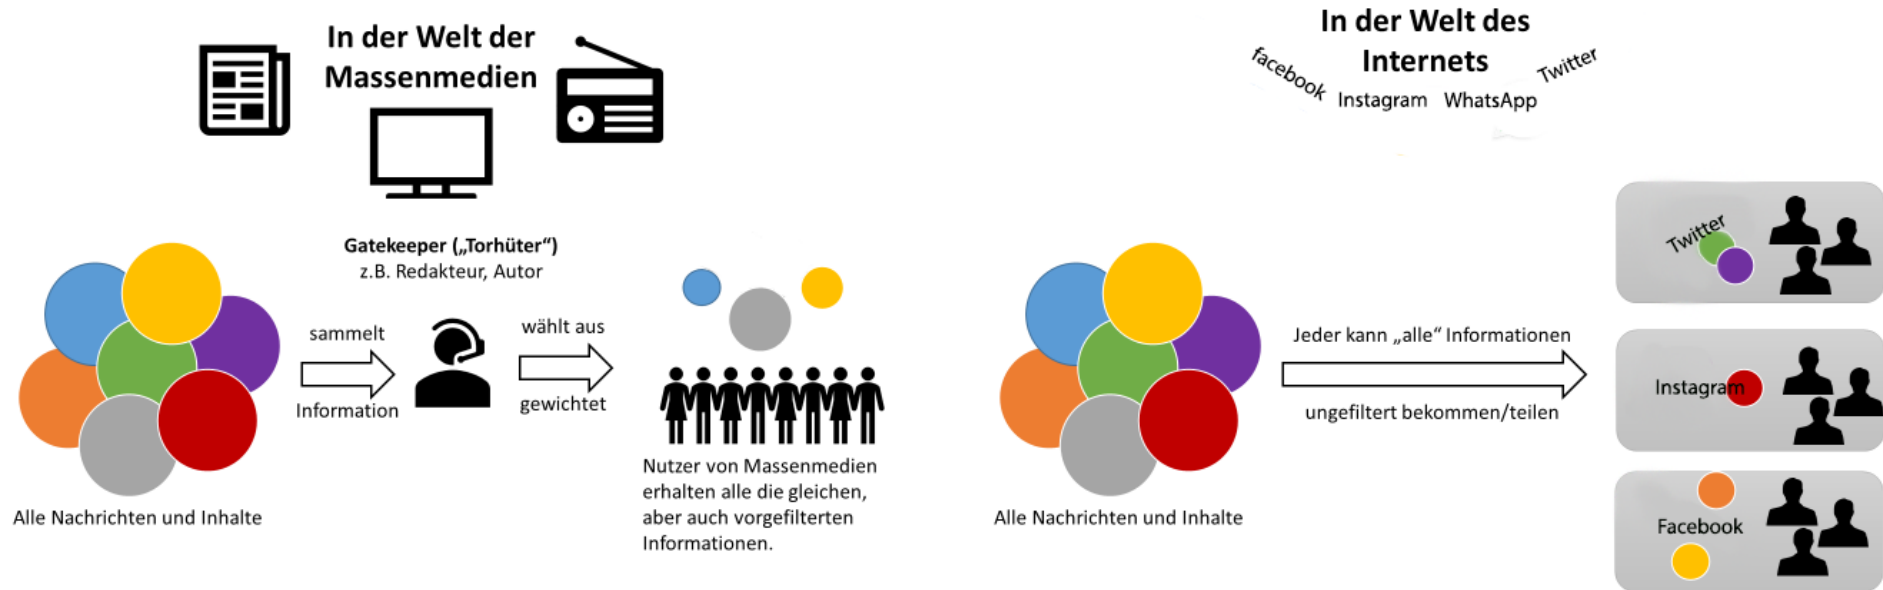 In der Welt der
Massenmedien
Gatekeeper („Torhüter“)
z.B. Redakteur, Autor
sammelt
Information
wählt aus
gewichtet
Alle Nachrichten und Inhalte
Nutzer von Massenmedien
erhalten alle die gleichen,
aber auch vorgefilterten
Informationen.
In der Welt des
Internets
facebook
Instagram
WhatsApp
Twitter
Alle Nachrichten und Inhalte
Jeder kann „alle“ Informationen
ungefiltert bekommen/teilen
Twitter
Instagram
Facebook